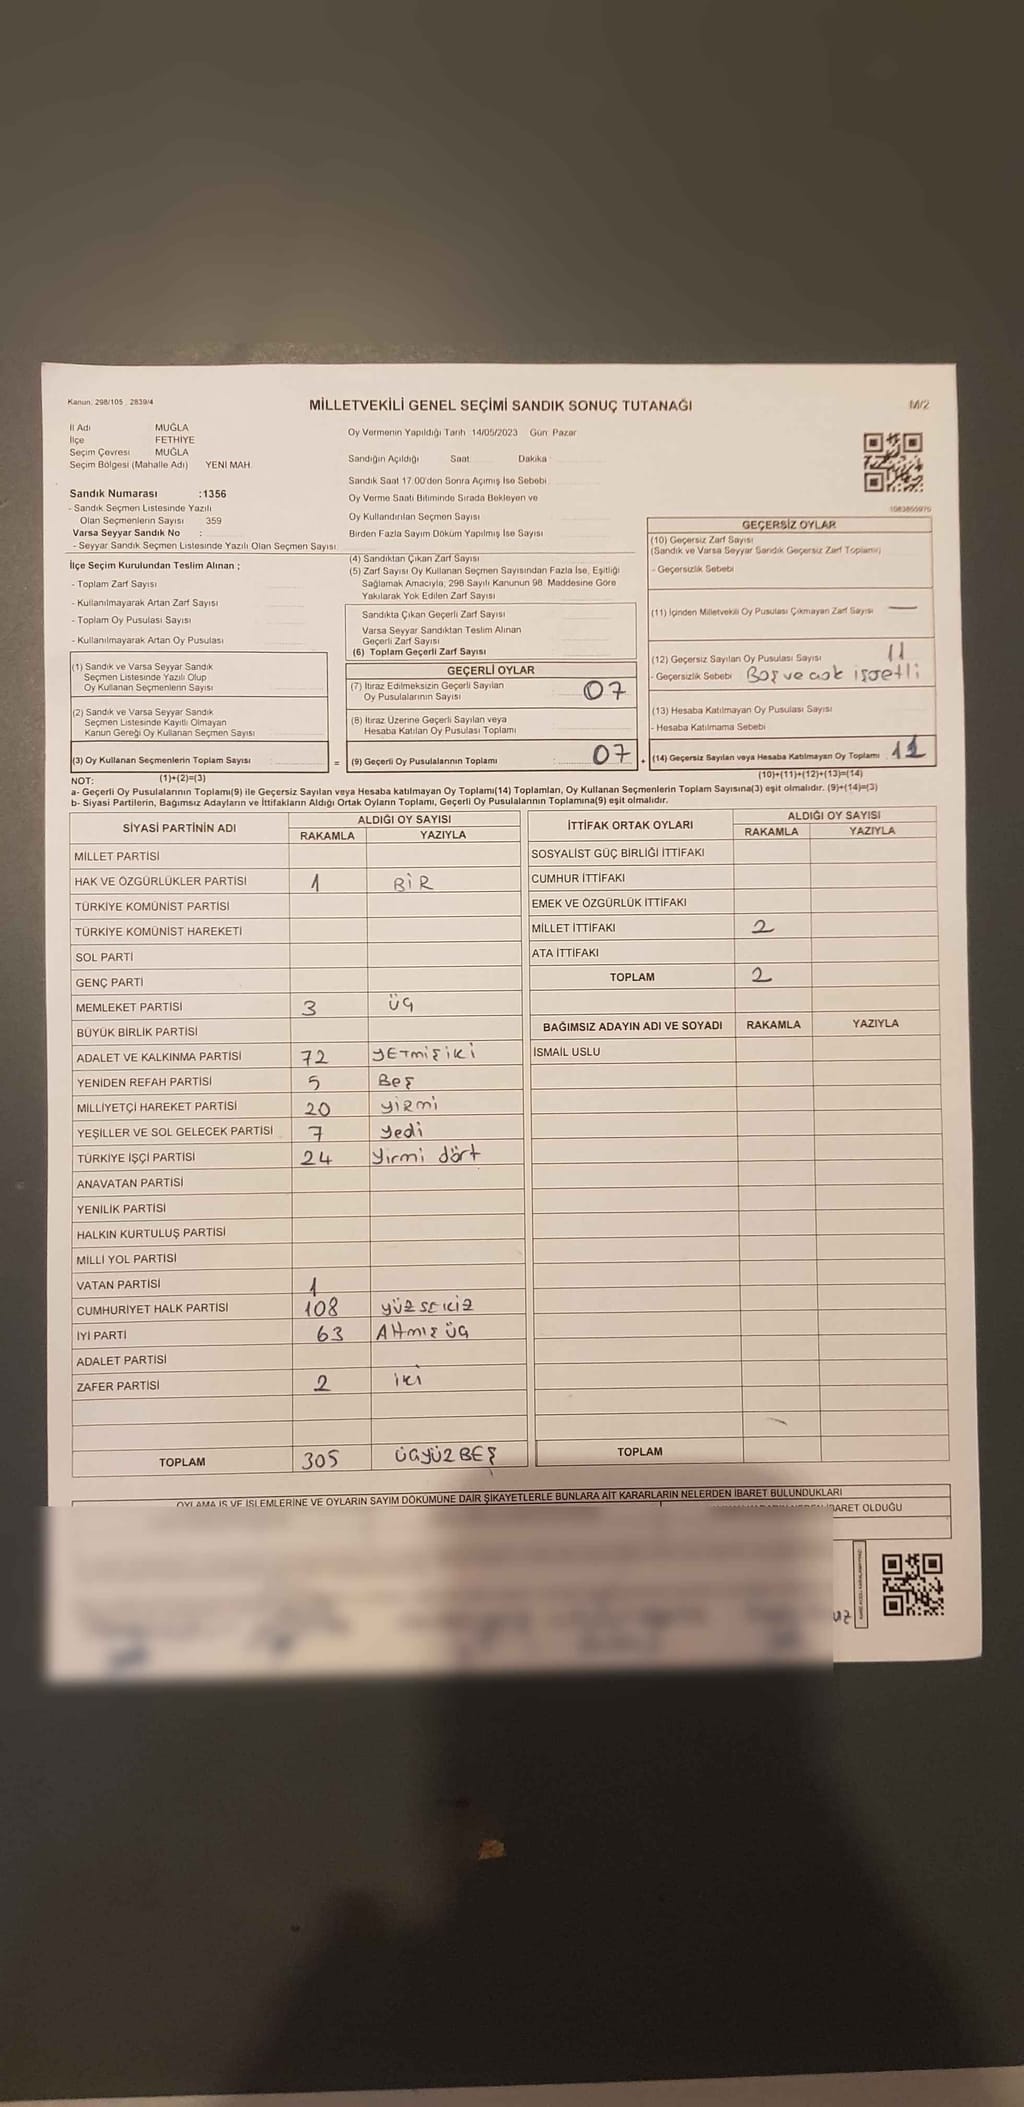 Kanun, 298/105 , 2839/4
MİLLETVEKİLİ GENEL SEÇİMİ SANDIK SONUÇ TUTANAĞI
M/2
İl Adı MUĞLA
İlçe FETHİYE
Seçim Çevresi MUĞLA
Seçim Bölgesi (Mahalle Adı) YENİ MAH.
Sandık Numarası :1356
- Sandık Seçmen Listesinde Yazılı
Olan Seçmenlerin Sayısı 359
Varsa Seyyar Sandık No :
- Seyyar Sandık Seçmen Listesinde Yazılı Olan Seçmen Sayısı
İlçe Seçim Kurulundan Teslim Alınan ;
- Toplam Zarf Sayısı
- Kullanılmayarak Artan Zarf Sayısı
- Toplam Oy Pusulası Sayısı
- Kullanılmayarak Artan Oy Pusulası
(1) Sandık ve Varsa Seyyar Sandık
Seçmen Listesinde Yazılı Olup
Oy Kullanan Seçmenlerin Sayısı
(2) Sandık ve Varsa Seyyar Sandık
Seçmen Listesinde Kayıtlı Olmayan
Kanun Gereği Oy Kullanan Seçmen Sayısı
(3) Oy Kullanan Seçmenlerin Toplam Sayısı :
Oy Vermenin Yapıldığı Tarih 14/05/2023 Gün: Pazar
Sandığın Açıldığı Saat Dakika
Sandık Saat 17.00'den Sonra Açımış İse Sebebi
Oy Verme Saati Bitiminde Sırada Bekleyen ve
Oy Kullandırılan Seçmen Sayısı
Birden Fazla Sayım Döküm Yapılmış İse Sayısı
(4) Sandıktan Çıkan Zarf Sayısı
(5) Zarf Sayısı Oy Kullanan Seçmen Sayısından Fazla İse, Eşitliği
Sağlamak Amacıyla; 298 Sayılı Kanunun 98. Maddesine Göre
Yakılarak Yok Edilen Zarf Sayısı
Sandıkta Çıkan Geçerli Zarf Sayısı
Varsa Seyyar Sandıktan Teslim Alınan
Geçerli Zarf Sayısı
(6) Toplam Geçerli Zarf Sayısı
GEÇERLİ OYLAR
(7) İtiraz Edilmeksizin Geçerli Sayılan
Oy Pusulalarının Sayısı : 07
(8) İtiraz Üzerine Geçerli Sayılan veya
Hesaba Katılan Oy Pusulası Toplamı
= (9) Geçerli Oy Pusulalarının Toplamı : 07
1083855975
GEÇERSİZ OYLAR
(10) Geçersiz Zarf Sayısı
(Sandık ve Varsa Seyyar Sandık Geçersiz Zarf Toplamı)
- Geçersizlik Sebebi
(11) İçinden Milletvekili Oy Pusulası Çıkmayan Zarf Sayısı —
(12) Geçersiz Sayılan Oy Pusulası Sayısı 11
- Geçersizlik Sebebi Boş ve çok işretli
(13) Hesaba Katılmayan Oy Pusulası Sayısı
- Hesaba Katılmama Sebebi
+ (14) Geçersiz Sayılan veya Hesaba Katılmayan Oy Toplamı 11
NOT: (1)+(2)=(3)
(10)+(11)+(12)+(13)=(14)
a- Geçerli Oy Pusulalarının Toplamı(9) ile Geçersiz Sayılan veya Hesaba katılmayan Oy Toplamı(14) Toplamları, Oy Kullanan Seçmenlerin Toplam Sayısına(3) eşit olmalıdır. (9)+(14)=(3)
b- Siyasi Partilerin, Bağımsız Adayların ve İttifakların Aldığı Ortak Oyların Toplamı, Geçerli Oy Pusulalarının Toplamına(9) eşit olmalıdır.
SİYASİ PARTİNİN ADI
ALDIĞI OY SAYISI
RAKAMLA YAZIYLA
MİLLET PARTİSİ
HAK VE ÖZGÜRLÜKLER PARTİSİ 1 BİR
TÜRKİYE KOMÜNİST PARTİSİ
TÜRKİYE KOMÜNİST HAREKETİ
SOL PARTİ
GENÇ PARTİ
MEMLEKET PARTİSİ 3 ÜÇ
BÜYÜK BİRLİK PARTİSİ
ADALET VE KALKINMA PARTİSİ 72 YETMİŞ İKİ
YENİDEN REFAH PARTİSİ 5 BEŞ
MİLLİYETÇİ HAREKET PARTİSİ 20 YİRMİ
YEŞİLLER VE SOL GELECEK PARTİSİ 7 Yedi
TÜRKİYE İŞÇİ PARTİSİ 24 Yirmi dört
ANAVATAN PARTİSİ
YENİLİK PARTİSİ
HALKIN KURTULUŞ PARTİSİ
MİLLİ YOL PARTİSİ
VATAN PARTİSİ 1
CUMHURİYET HALK PARTİSİ 108 YÜZ SEKİZ
İYİ PARTİ 63 Altmış üç
ADALET PARTİSİ
ZAFER PARTİSİ 2 iki
TOPLAM 305 ÜÇYÜZ BEŞ
İTTİFAK ORTAK OYLARI
ALDIĞI OY SAYISI
RAKAMLA YAZIYLA
SOSYALİST GÜÇ BİRLİĞİ İTTİFAKI
CUMHUR İTTİFAKI
EMEK VE ÖZGÜRLÜK İTTİFAKI
MİLLET İTTİFAKI 2
ATA İTTİFAKI
TOPLAM 2
BAĞIMSIZ ADAYIN ADI VE SOYADI RAKAMLA YAZIYLA
İSMAİL USLU
TOPLAM
OYLAMA İŞ VE İŞLEMLERİNE VE OYLARIN SAYIM DÖKÜMÜNE DAİR ŞİKAYETLERLE BUNLARA AİT KARARLARIN NELERDEN İBARET BULUNDUKLARI
İBARET OLDUĞU